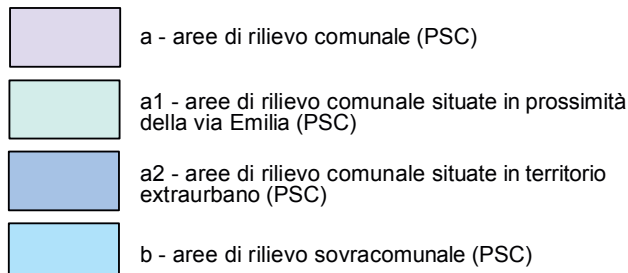 a - aree di rilievo comunale (PSC)
a1 - aree di rilievo comunale situate in prossimità
della via Emilia (PSC)
a2 - aree di rilievo comunale situate in territorio
extraurbano (PSC)
b - aree di rilievo sovracomunale (PSC)